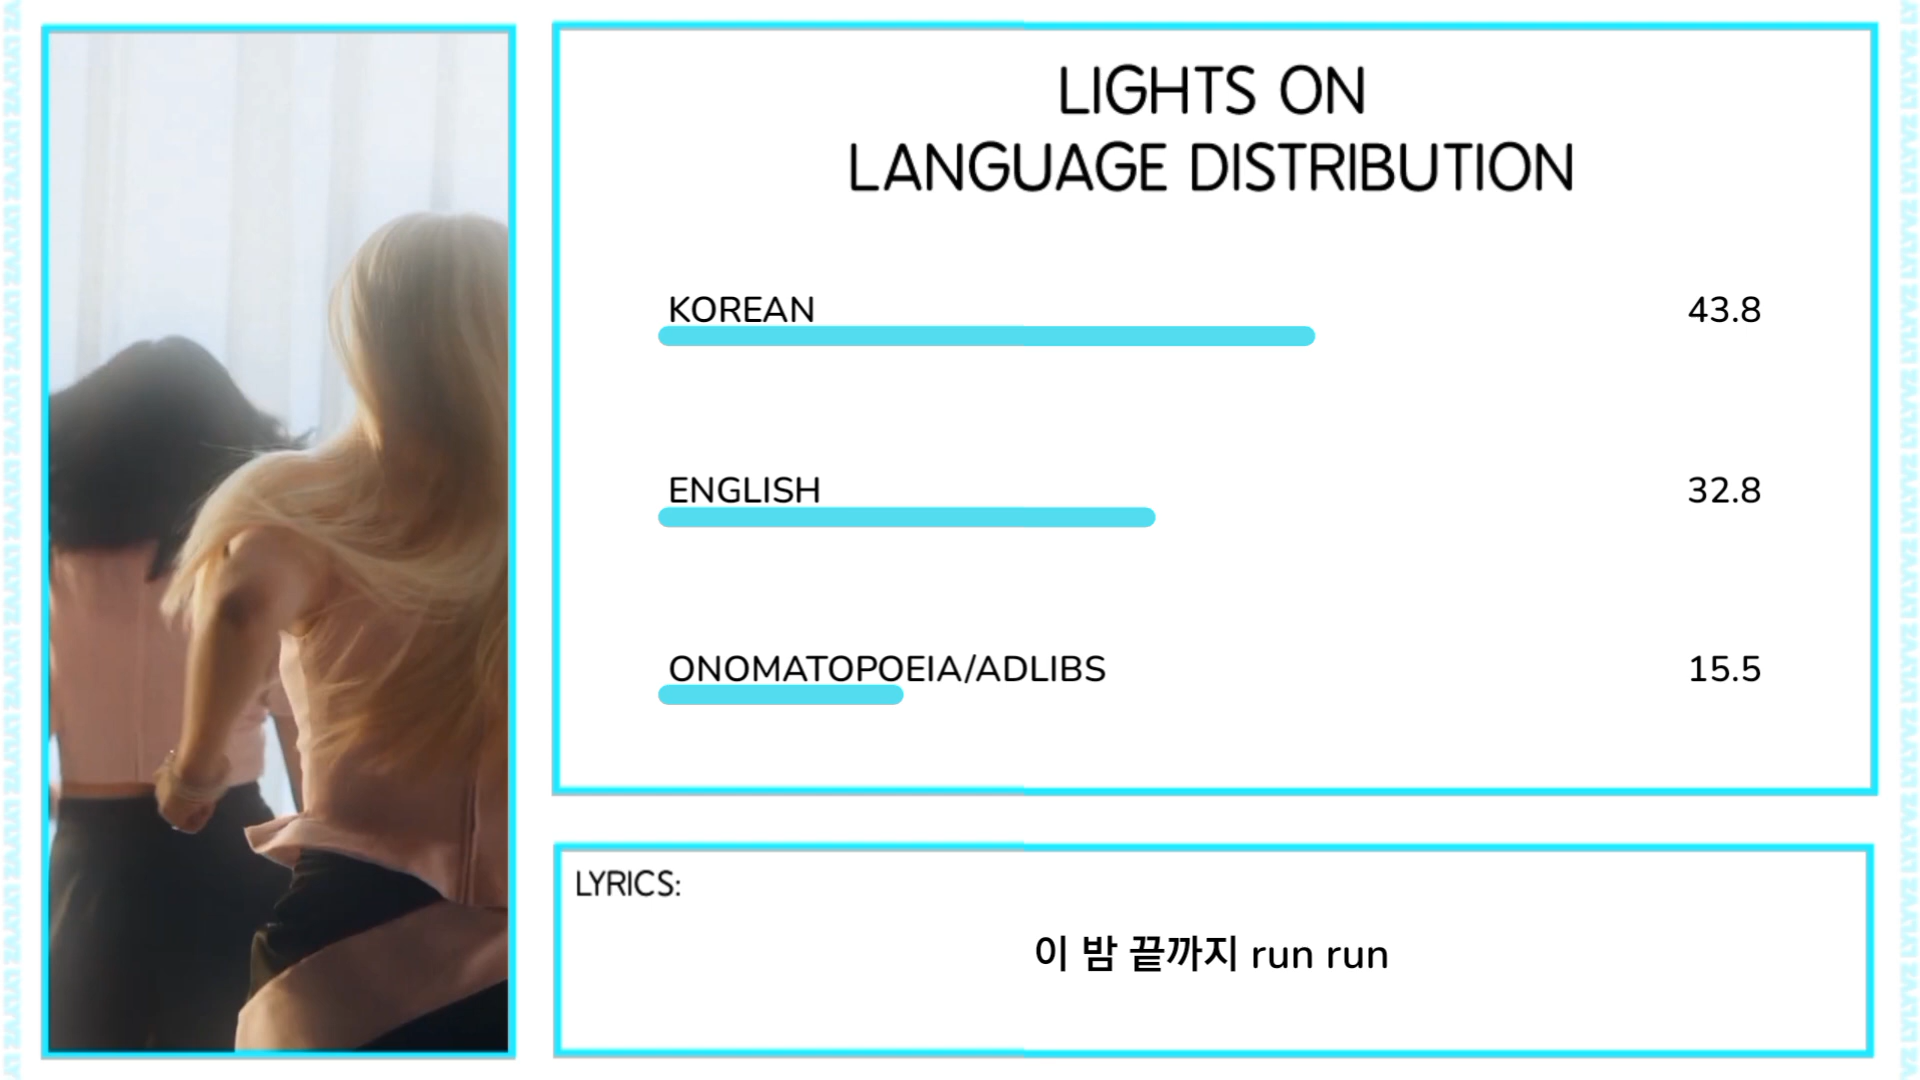 LIGHTS ON
LANGUAGE DISTRIBUTION
KOREAN 43.8
ENGLISH 32.8
ONOMATOPOEIA/ADLIBS 15.5
LYRICS:
이 밤 끝까지 run run